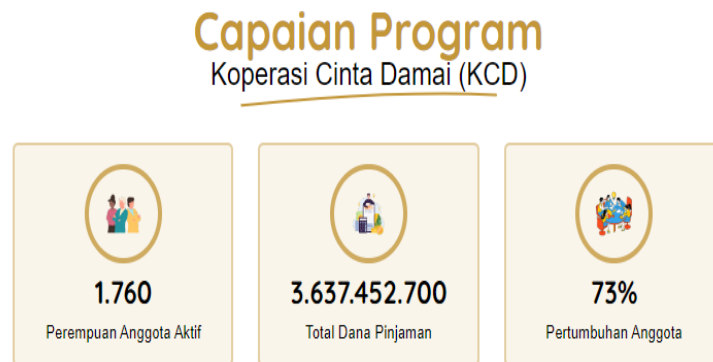 Capaian Program
Koperasi Cinta Damai (KCD)
1.760
Perempuan Anggota Aktif
3.637.452.700
Total Dana Pinjaman
73%
Pertumbuhan Anggota